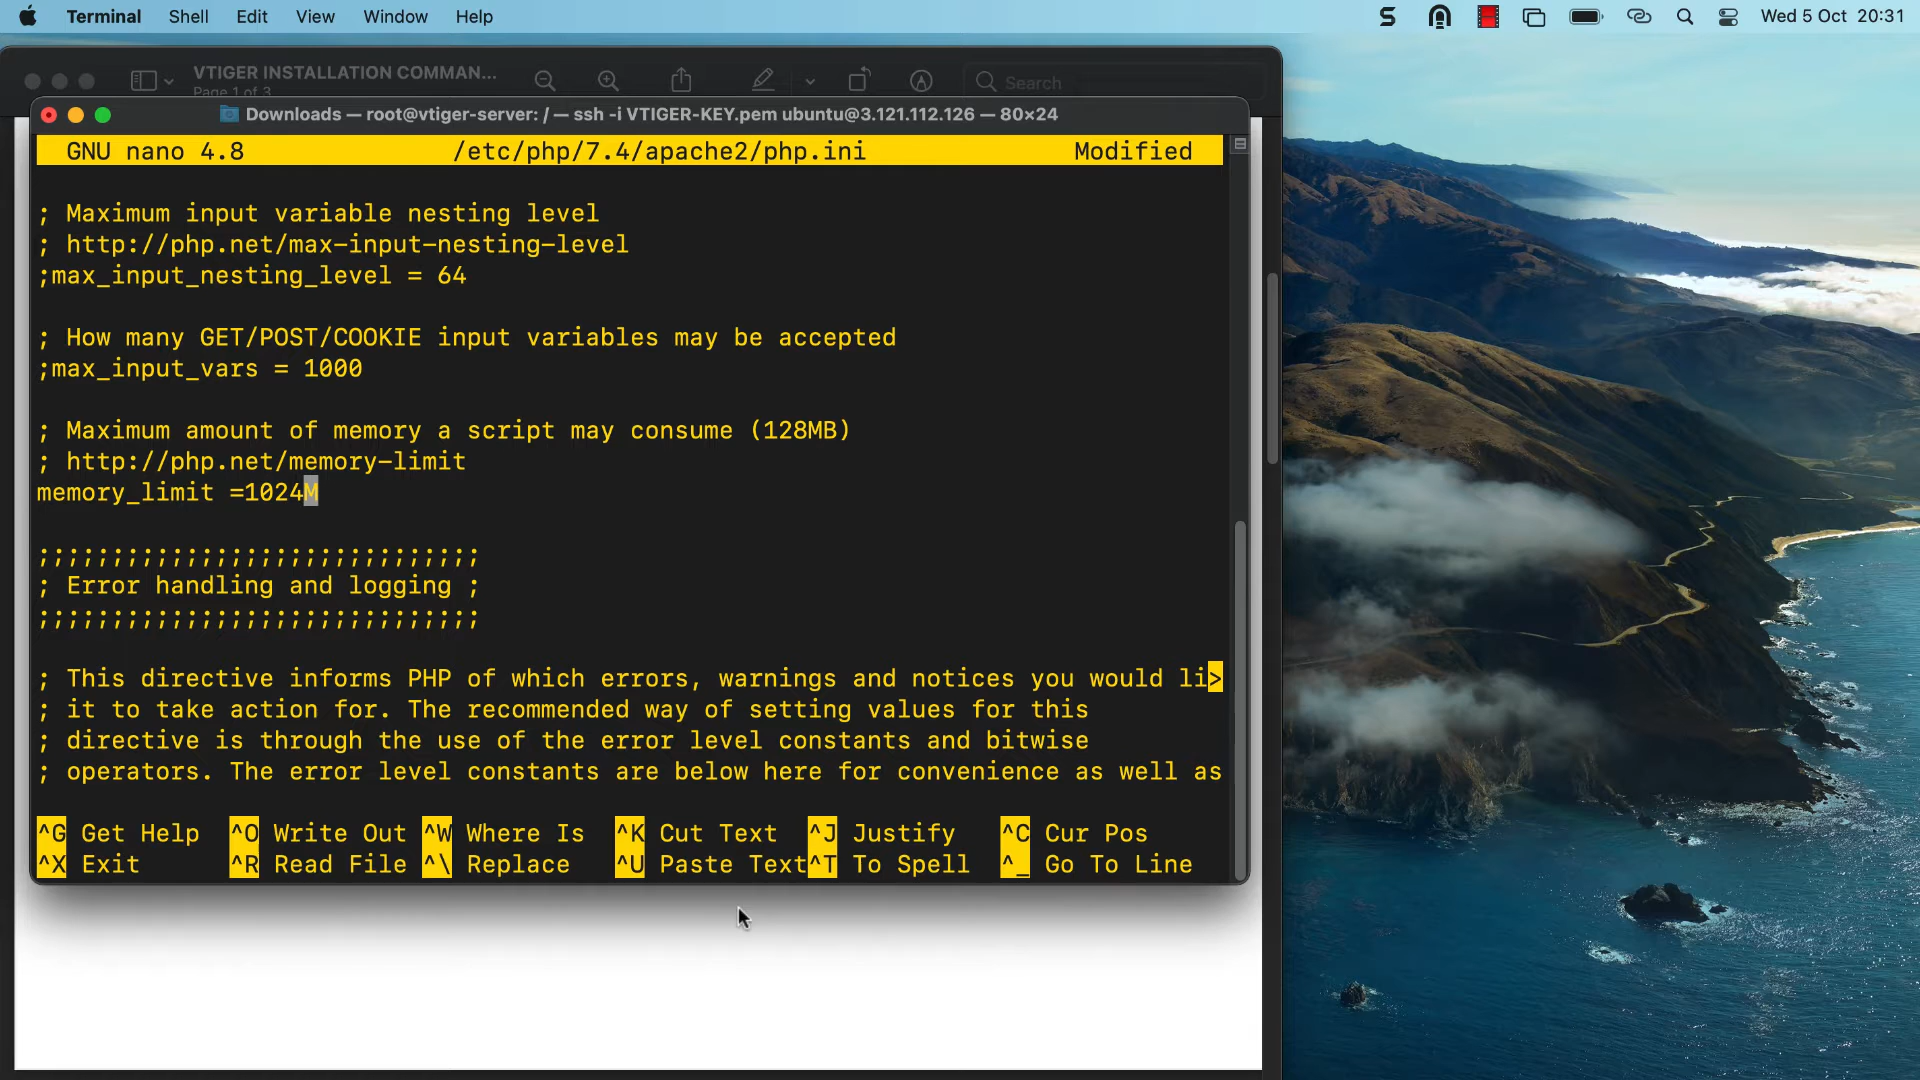 Terminal Shell Edit View Window Help Wed 5 Oct 20:31
VTIGER INSTALLATION COMMAN...
Page 1 of 3
Search
Downloads — root@vtiger-server: / — ssh -i VTIGER-KEY.pem ubuntu@3.121.112.126 — 80×24
GNU nano 4.8 /etc/php/7.4/apache2/php.ini Modified
; Maximum input variable nesting level
; http://php.net/max-input-nesting-level
;max_input_nesting_level = 64
; How many GET/POST/COOKIE input variables may be accepted
;max_input_vars = 1000
; Maximum amount of memory a script may consume (128MB)
; http://php.net/memory-limit
memory_limit =1024M
;;;;;;;;;;;;;;;;;;;;;;;;;;;;;;
; Error handling and logging ;
;;;;;;;;;;;;;;;;;;;;;;;;;;;;;;
; This directive informs PHP of which errors, warnings and notices you would li>
; it to take action for. The recommended way of setting values for this
; directive is through the use of the error level constants and bitwise
; operators. The error level constants are below here for convenience as well as
^G Get Help ^O Write Out ^W Where Is ^K Cut Text ^J Justify ^C Cur Pos
^X Exit ^R Read File ^\ Replace ^U Paste Text ^T To Spell ^_ Go To Line